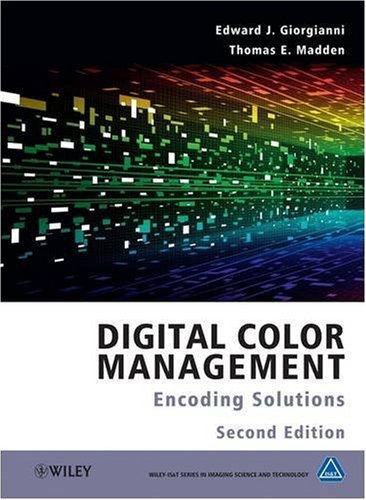 Edward J. Giorgianni
Thomas E. Madden
DIGITAL COLOR
MANAGEMENT
Encoding Solutions
Second Edition
WILEY
WILEY-IS&T SERIES IN IMAGING SCIENCE AND TECHNOLOGY
IS&T